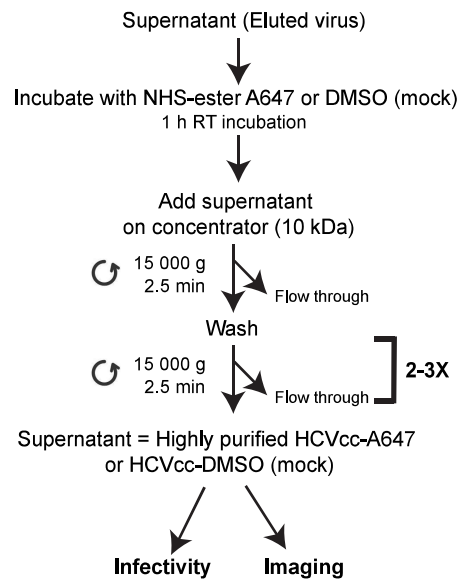 Supernatant (Eluted virus)
Incubate with NHS-ester A647 or DMSO (mock)
1 h RT incubation
Add supernatant
on concentrator (10 kDa)
15 000 g
2.5 min
Flow through
Wash
15 000 g
2.5 min
Flow through
2-3X
Supernatant = Highly purified HCVcc-A647
or HCVcc-DMSO (mock)
Infectivity
Imaging